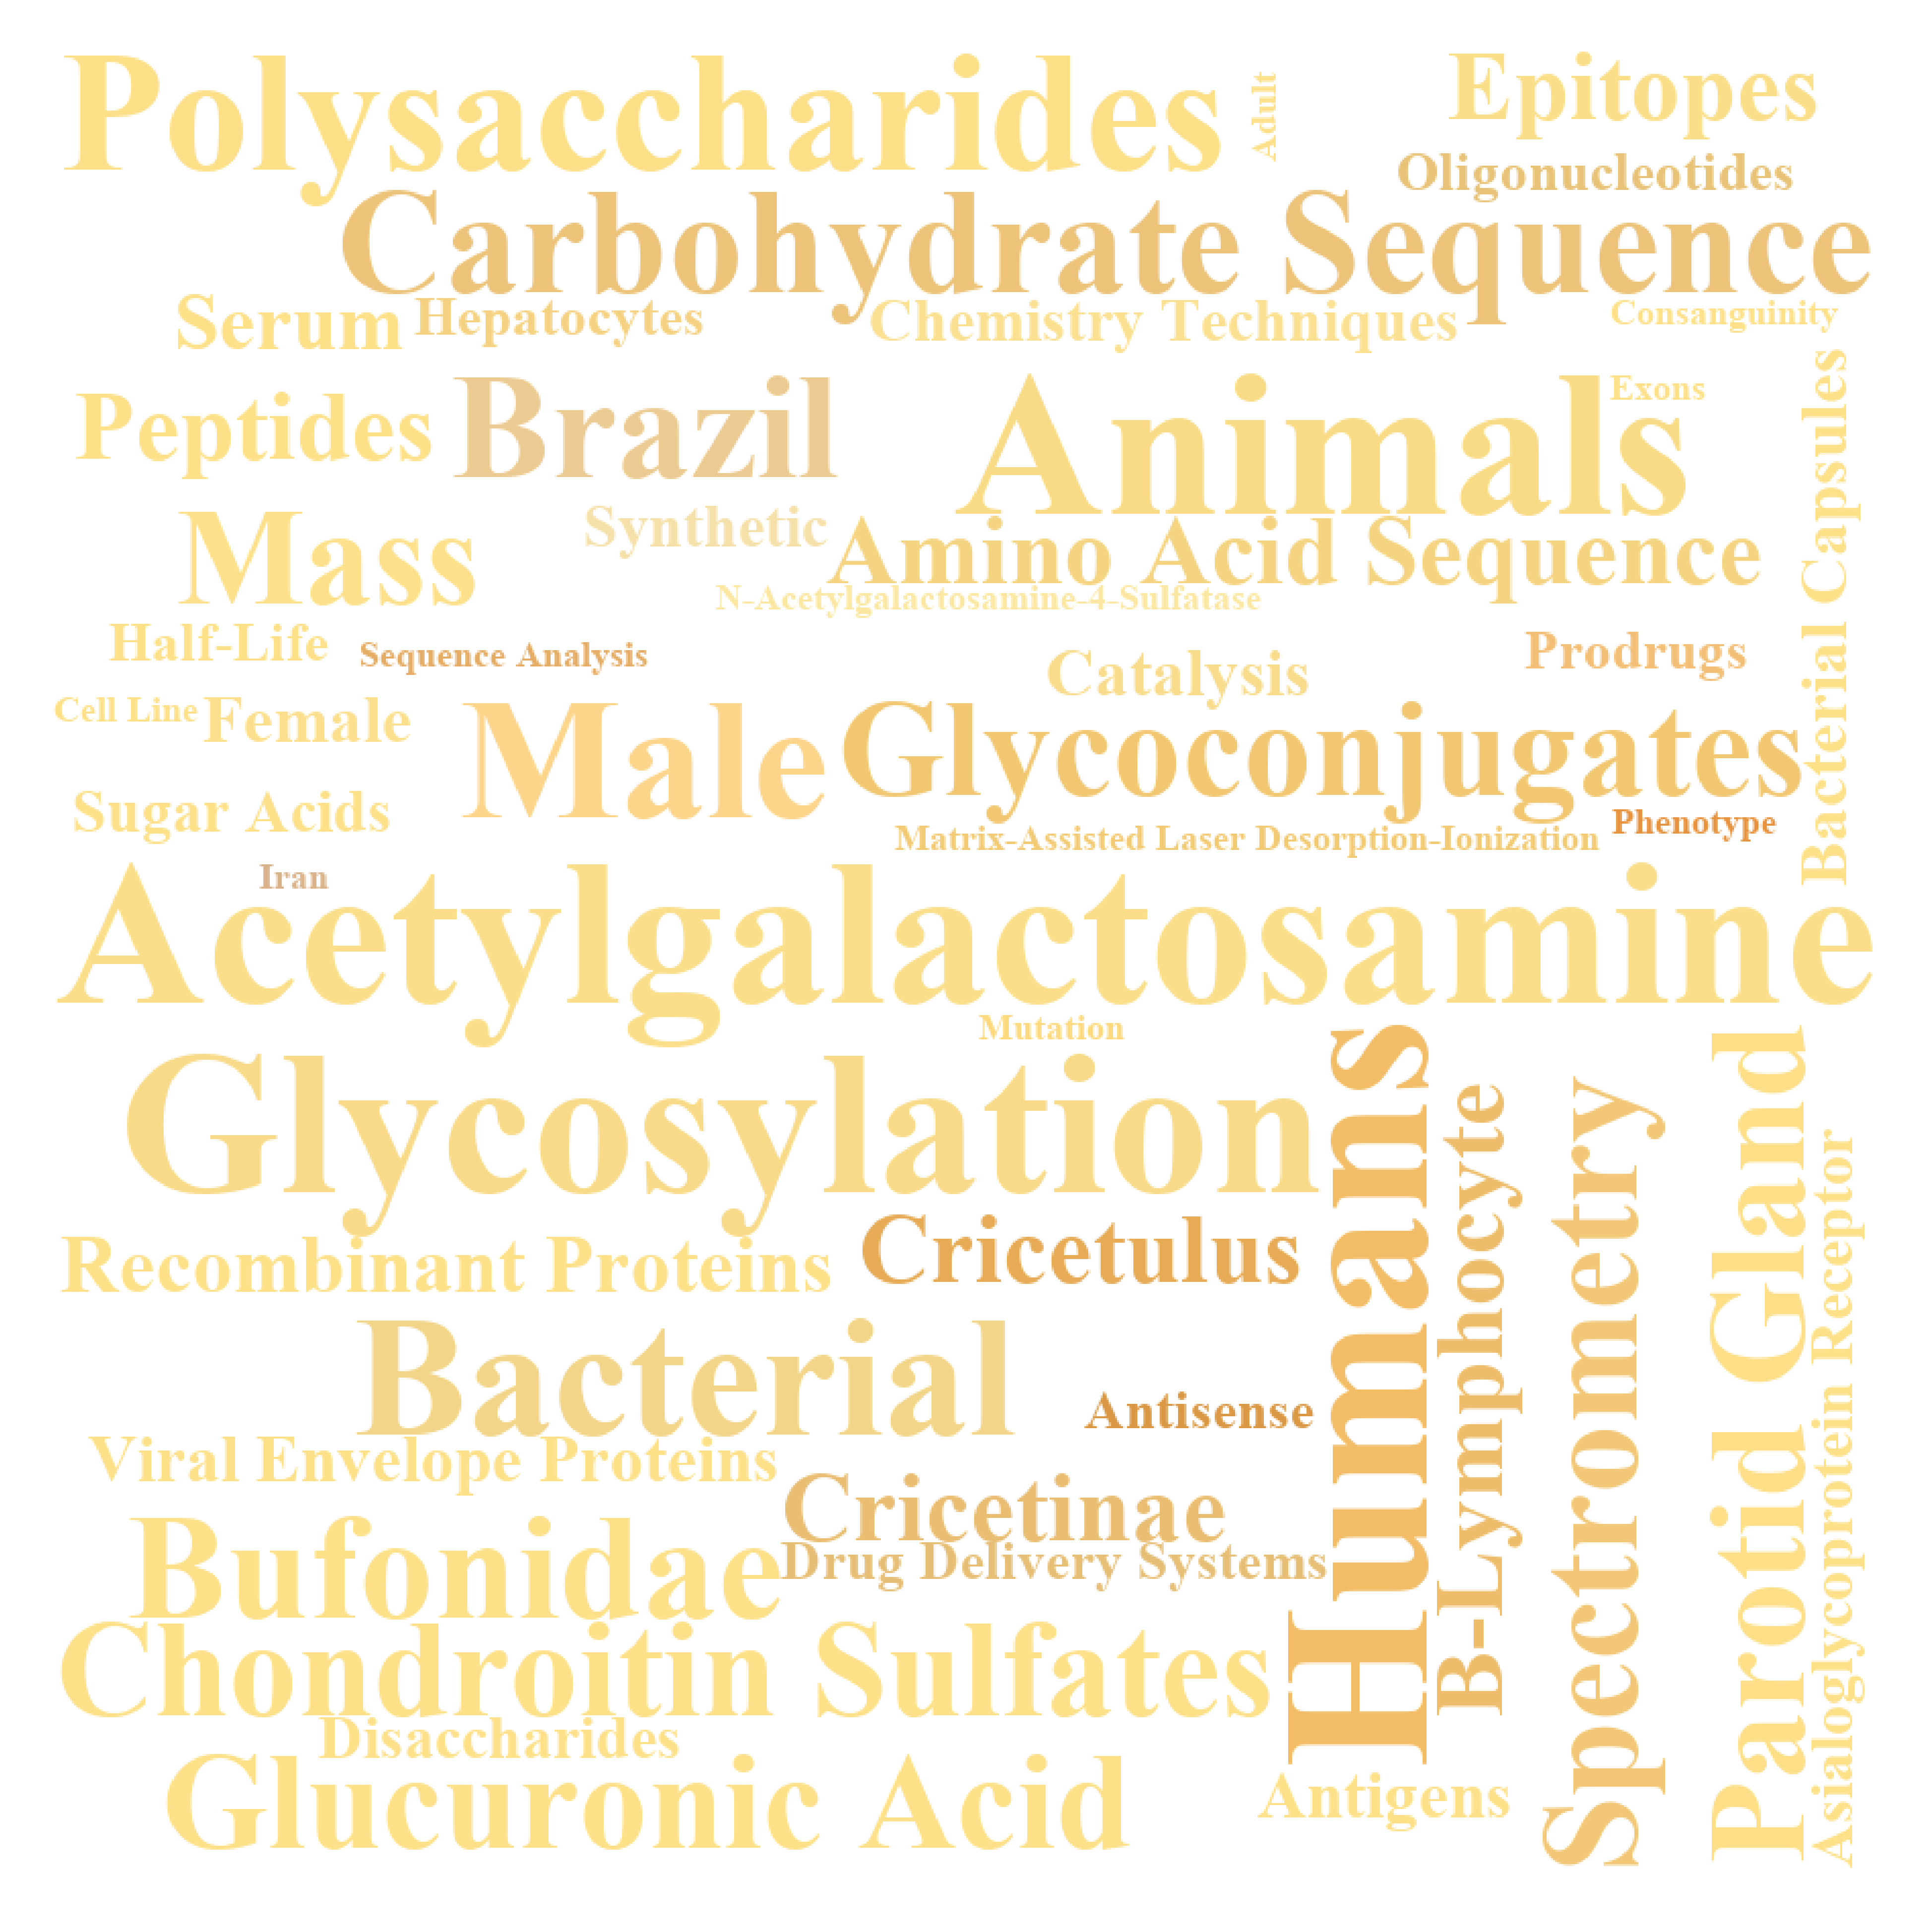 Polysaccharides
Adult
Epitopes
Oligonucleotides
Carbohydrate Sequence
Serum
Hepatocytes
Chemistry Techniques
Consanguinity
Peptides
Brazil
Animals
Exons
Bacterial Capsules
Mass
Synthetic
Amino Acid Sequence
N-Acetylgalactosamine-4-Sulfatase
Half-Life
Sequence Analysis
Catalysis
Prodrugs
Cell Line
Female
Male
Glycoconjugates
Sugar Acids
Matrix-Assisted Laser Desorption-Ionization
Phenotype
Iran
Acetylgalactosamine
Mutation
Glycosylation
Humans
B-Lymphocyte
Spectrometry
Parotid Gland
Asialoglycoprotein Receptor
Recombinant Proteins
Cricetulus
Bacterial
Antisense
Viral Envelope Proteins
Cricetinae
Bufonidae
Drug Delivery Systems
Chondroitin Sulfates
Disaccharides
Glucuronic Acid
Antigens